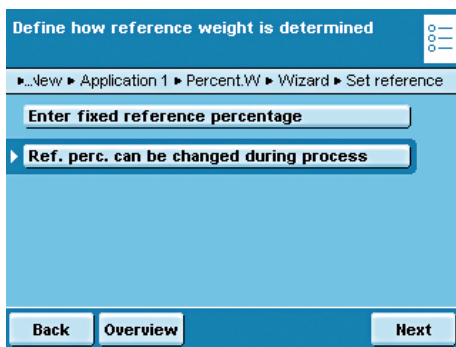 Define how reference weight is determined
▸...New ▸ Application 1 ▸ Percent.W ▸ Wizard ▸ Set reference
Enter fixed reference percentage
Ref. perc. can be changed during process
Back Overview Next